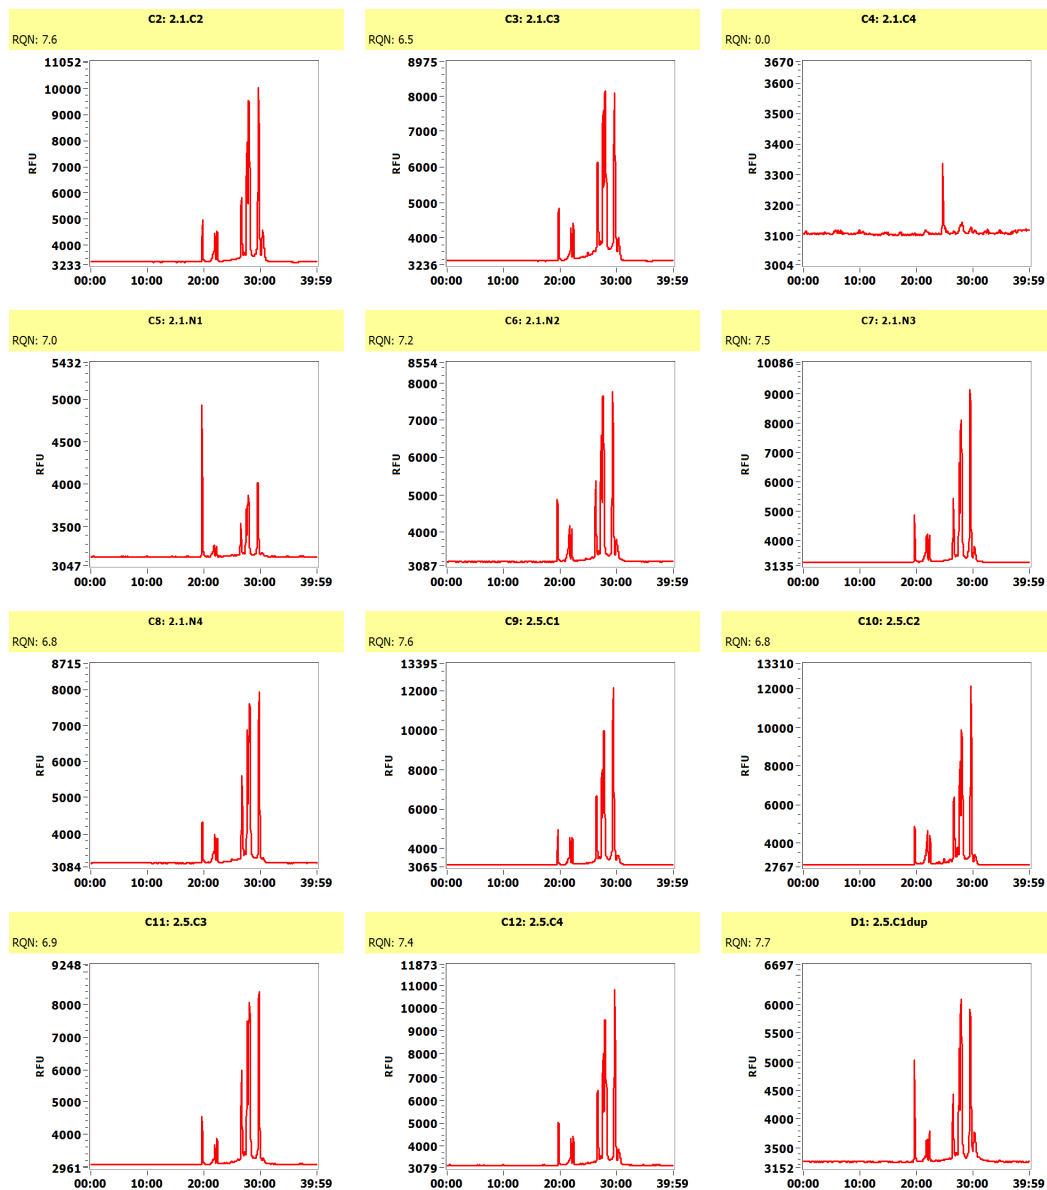 C2: 2.1.C2
RQN: 7.6
11052
10000
9000
8000
7000
6000
5000
4000
3233
RFU
00:00 10:00 20:00 30:00 39:59
C3: 2.1.C3
RQN: 6.5
8975
8000
7000
6000
5000
4000
3236
RFU
00:00 10:00 20:00 30:00 39:59
C4: 2.1.C4
RQN: 0.0
3670
3600
3500
3400
3300
3200
3100
3004
RFU
00:00 10:00 20:00 30:00 39:59
C5: 2.1.N1
RQN: 7.0
5432
5000
4500
4000
3500
3047
RFU
00:00 10:00 20:00 30:00 39:59
C6: 2.1.N2
RQN: 7.2
8554
8000
7000
6000
5000
4000
3087
RFU
00:00 10:00 20:00 30:00 39:59
C7: 2.1.N3
RQN: 7.5
10086
9000
8000
7000
6000
5000
4000
3135
RFU
00:00 10:00 20:00 30:00 39:59
C8: 2.1.N4
RQN: 6.8
8715
8000
7000
6000
5000
4000
3084
RFU
00:00 10:00 20:00 30:00 39:59
C9: 2.5.C1
RQN: 7.6
13395
12000
10000
8000
6000
4000
3065
RFU
00:00 10:00 20:00 30:00 39:59
C10: 2.5.C2
RQN: 6.8
13310
12000
10000
8000
6000
4000
2767
RFU
00:00 10:00 20:00 30:00 39:59
C11: 2.5.C3
RQN: 6.9
9248
8000
7000
6000
5000
4000
2961
RFU
00:00 10:00 20:00 30:00 39:59
C12: 2.5.C4
RQN: 7.4
11873
11000
10000
9000
8000
7000
6000
5000
4000
3079
RFU
00:00 10:00 20:00 30:00 39:59
D1: 2.5.C1dup
RQN: 7.7
6697
6000
5500
5000
4500
4000
3500
3152
RFU
00:00 10:00 20:00 30:00 39:59